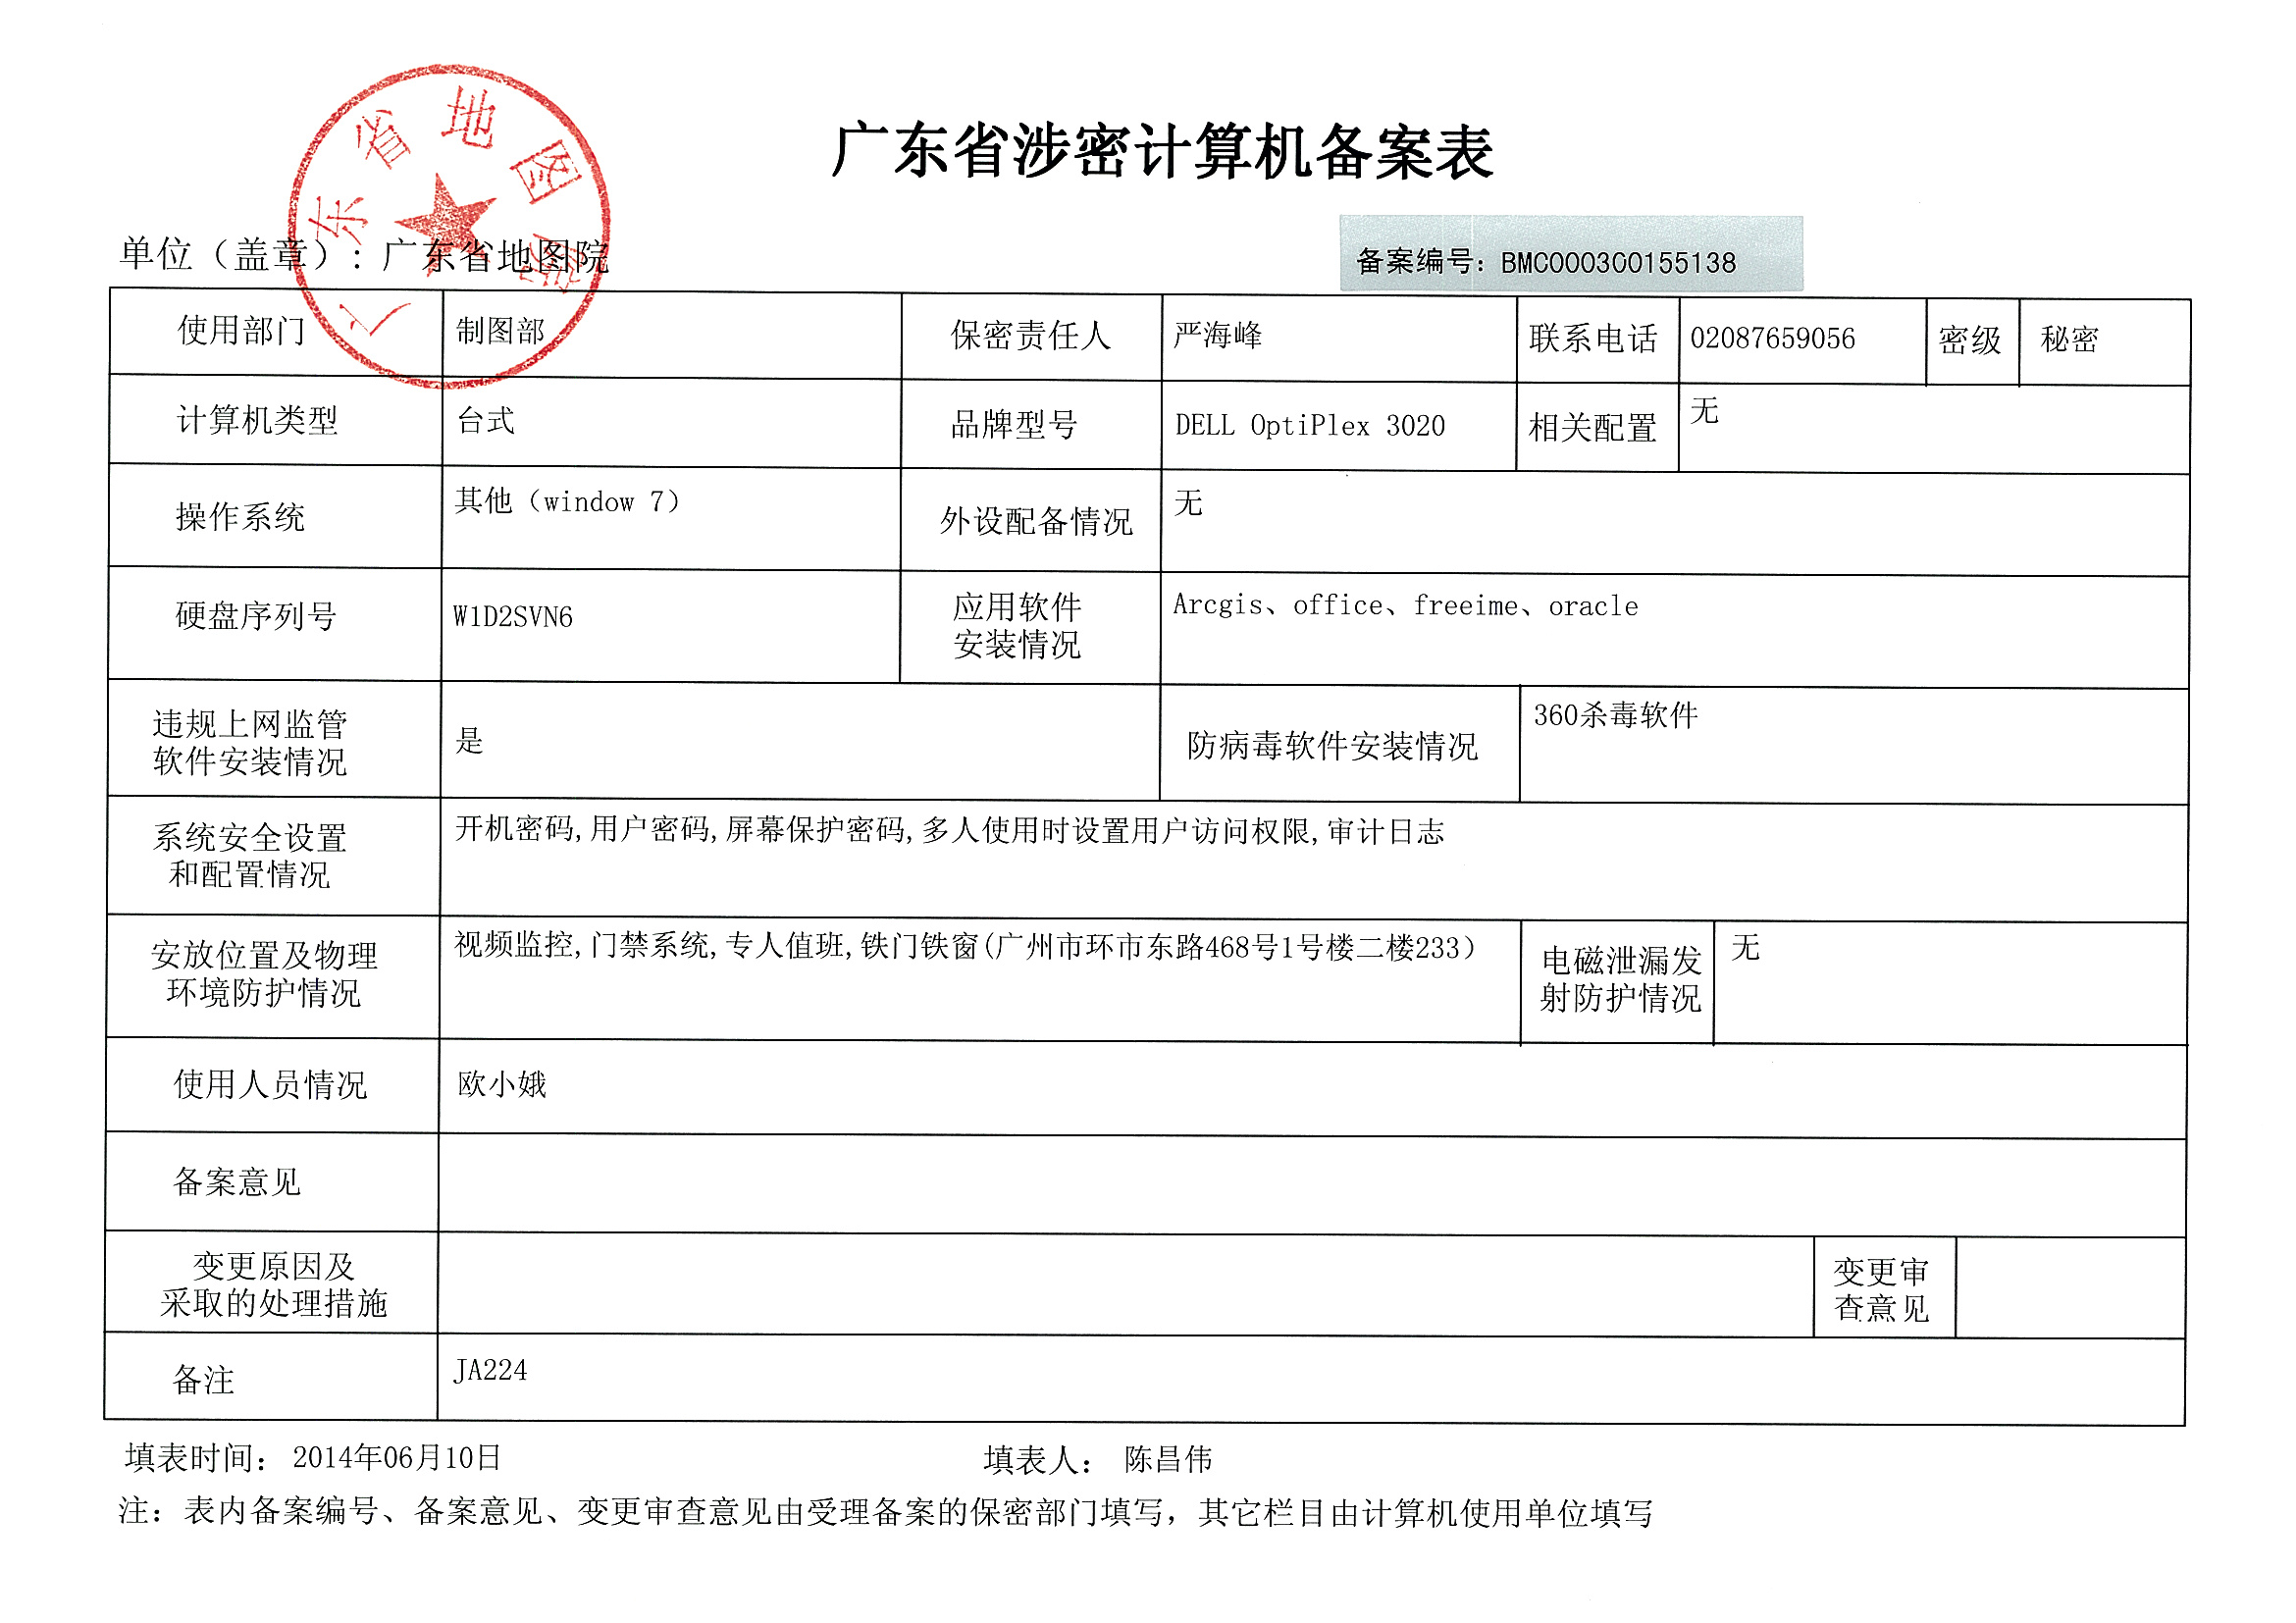 广东省涉密计算机备案表
广东省地图院
单位（盖章）: 广东省地图院
备案编号: BMC000300155138
使用部门 制图部 保密责任人 严海峰 联系电话 02087659056 密级 秘密
计算机类型 台式 品牌型号 DELL OptiPlex 3020 相关配置 无
操作系统 其他（window 7） 外设配备情况 无
硬盘序列号 W1D2SVN6 应用软件
安装情况 Arcgis、office、freeime、oracle
违规上网监管
软件安装情况 是 防病毒软件安装情况 360杀毒软件
系统安全设置
和配置情况 开机密码,用户密码,屏幕保护密码,多人使用时设置用户访问权限,审计日志
安放位置及物理
环境防护情况 视频监控,门禁系统,专人值班,铁门铁窗(广州市环市东路468号1号楼二楼233） 电磁泄漏发
射防护情况 无
使用人员情况 欧小娥
备案意见
变更原因及
采取的处理措施 变更审
查意见
备注 JA224
填表时间: 2014年06月10日 填表人: 陈昌伟
注: 表内备案编号、备案意见、变更审查意见由受理备案的保密部门填写，其它栏目由计算机使用单位填写